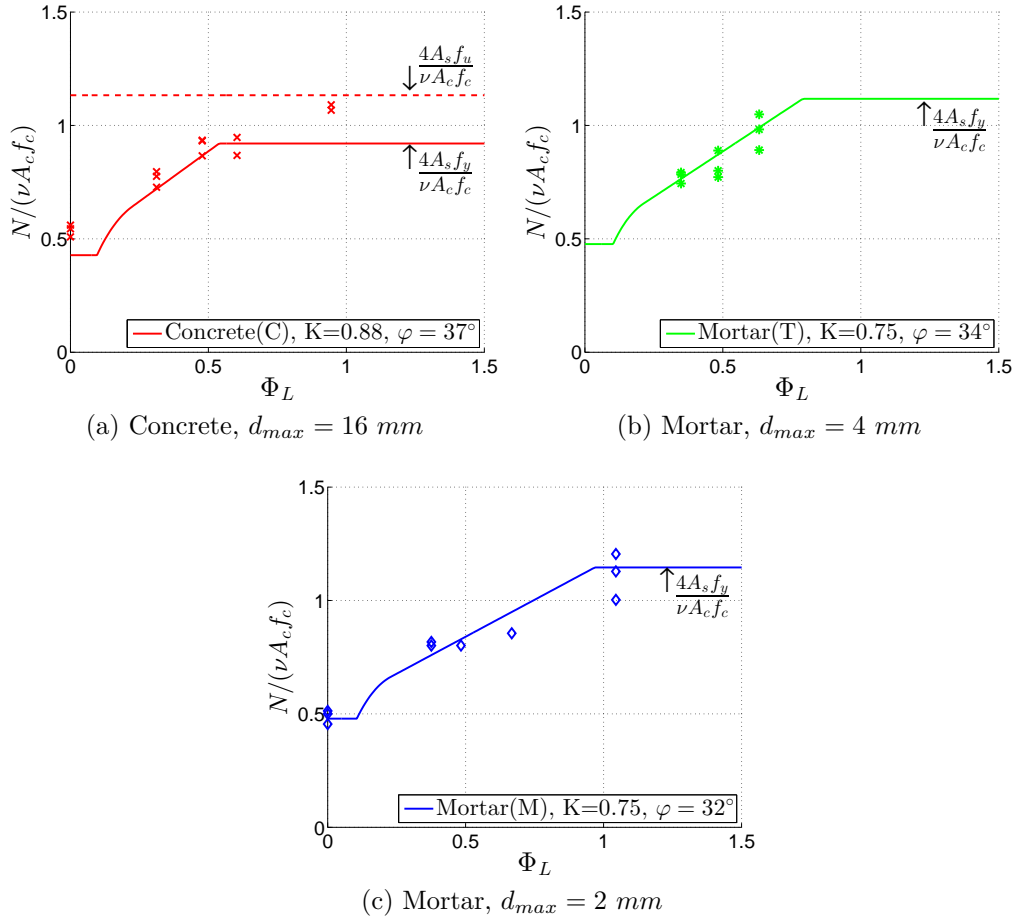 1.5
1
0.5
0
0
0.5
1
1.5
N/(νA_c f_c)
Φ_L
↓ 4A_s f_u / νA_c f_c
↑ 4A_s f_y / νA_c f_c
Concrete(C), K=0.88, φ = 37°
(a) Concrete, d_max = 16 mm
1.5
1
0.5
0
0
0.5
1
1.5
N/(νA_c f_c)
Φ_L
↑ 4A_s f_y / νA_c f_c
Mortar(T), K=0.75, φ = 34°
(b) Mortar, d_max = 4 mm
1.5
1
0.5
0
0
0.5
1
1.5
N/(νA_c f_c)
Φ_L
↑ 4A_s f_y / νA_c f_c
Mortar(M), K=0.75, φ = 32°
(c) Mortar, d_max = 2 mm